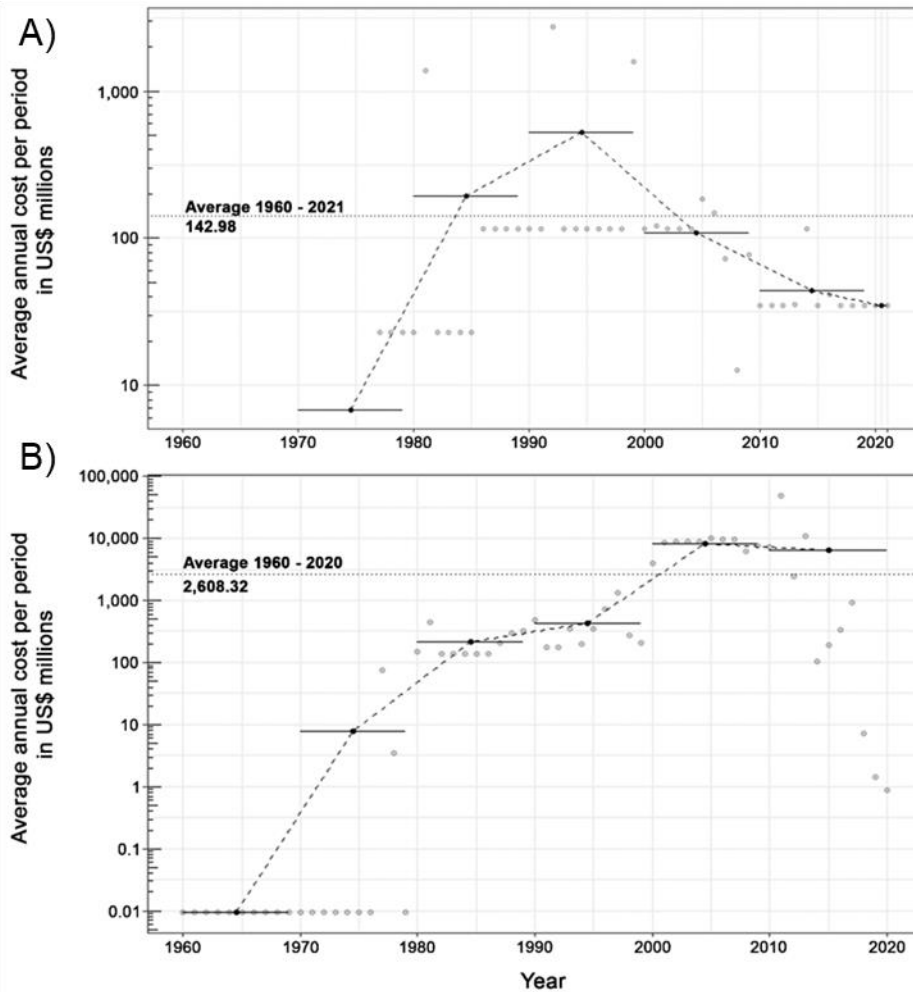 A)
Average annual cost per period
in US$ millions
1,000
100
10
Average 1960 - 2021
142.98
1960 1970 1980 1990 2000 2010 2020
B)
Average annual cost per period
in US$ millions
100,000
10,000
1,000
100
10
1
0.1
0.01
Average 1960 - 2020
2,608.32
1960 1970 1980 1990 2000 2010 2020
Year